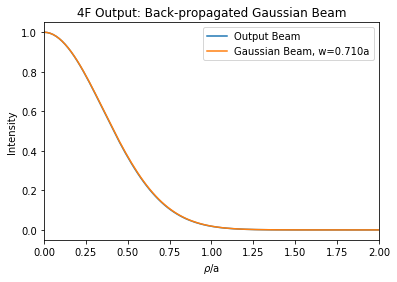 4F Output: Back-propagated Gaussian Beam
Output Beam
Gaussian Beam, w=0.710a
Intensity
1.0
0.8
0.6
0.4
0.2
0.0
0.00 0.25 0.50 0.75 1.00 1.25 1.50 1.75 2.00
ρ/a